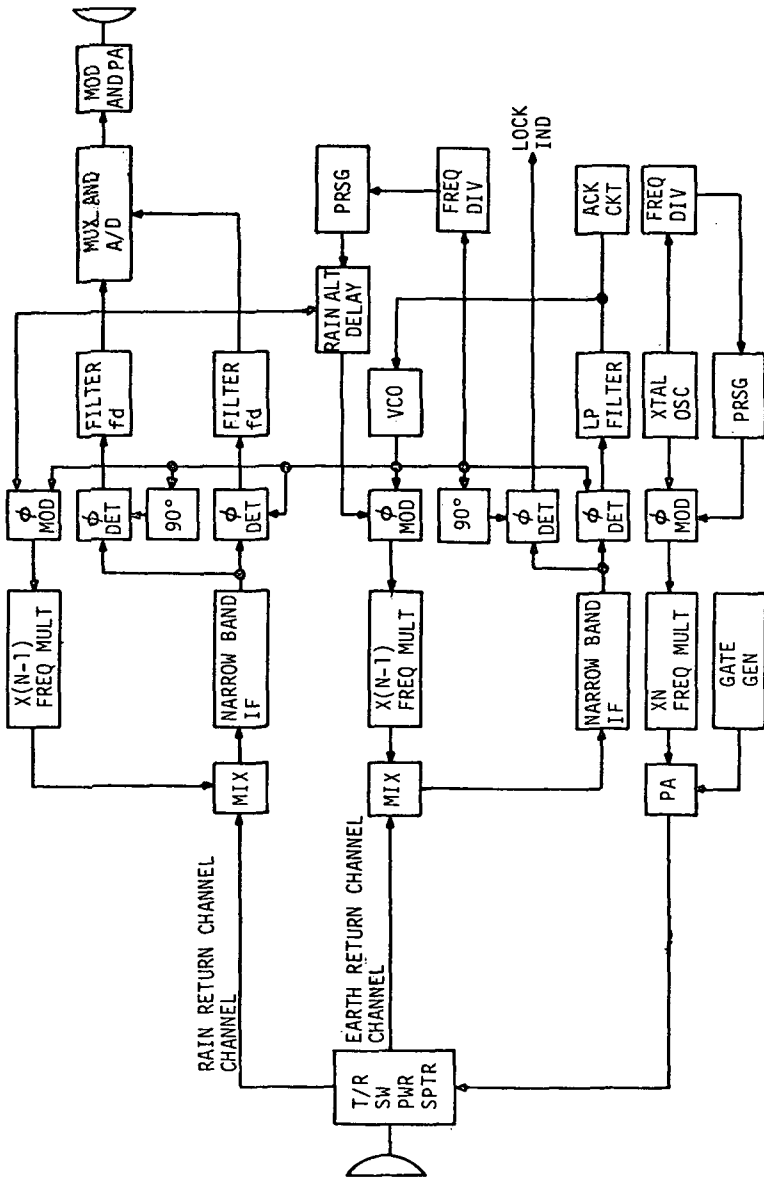 MOD
AND PA
MUX AND
A/D
FILTER
fd
FILTER
fd
ϕ
MOD
ϕ
DET
90°
ϕ
DET
X(N-1)
FREQ MULT
NARROW BAND
IF
MIX
RAIN RETURN CHANNEL
CHANNEL
PRSG
RAIN ALT
DELAY
FREQ
DIV
VCO
ϕ
MOD
90°
ϕ
DET
LOCK
IND
X(N-1)
FREQ MULT
MIX
EARTH RETURN CHANNEL
CHANNEL
NARROW BAND
IF
ϕ
DET
LP
FILTER
ACK
CKT
T/R
SW
PWR
SPTR
PA
XN
FREQ MULT
ϕ
MOD
XTAL
OSC
FREQ
DIV
GATE
GEN
PRSG